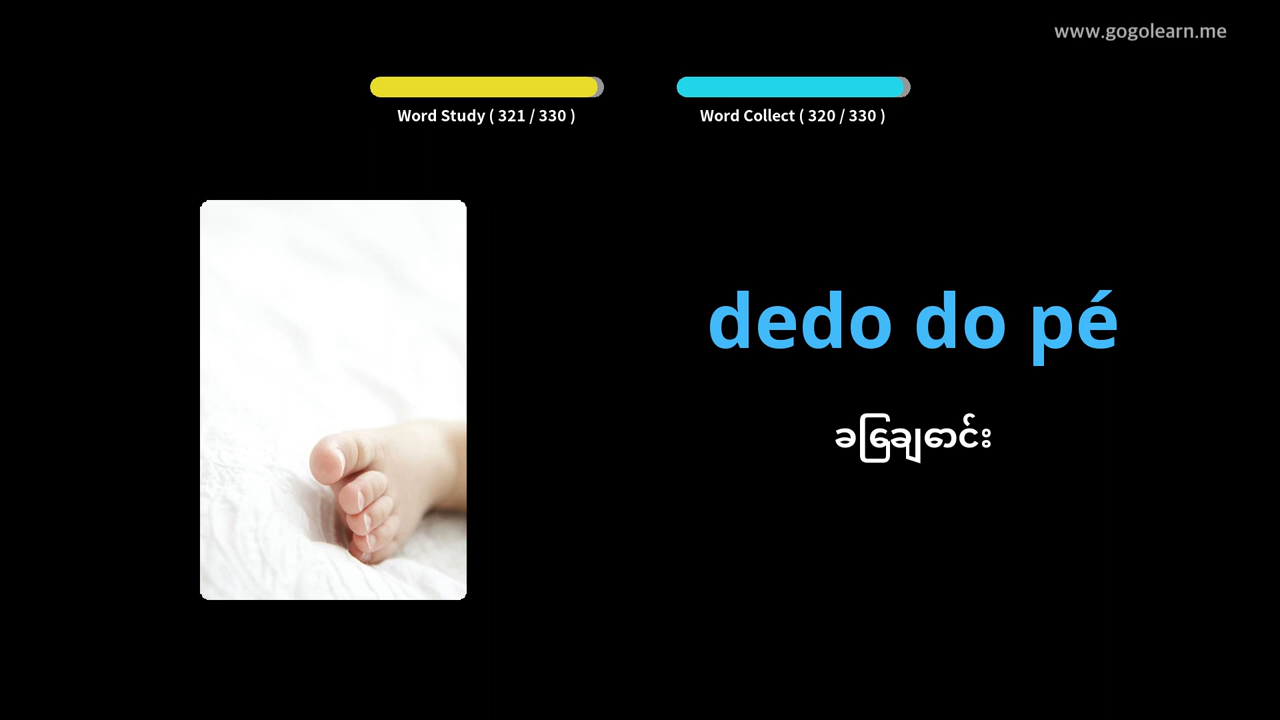 www.gogolearn.me
Word Study ( 321 / 330 )
Word Collect ( 320 / 330 )
dedo do pé
ခြေချောင်း